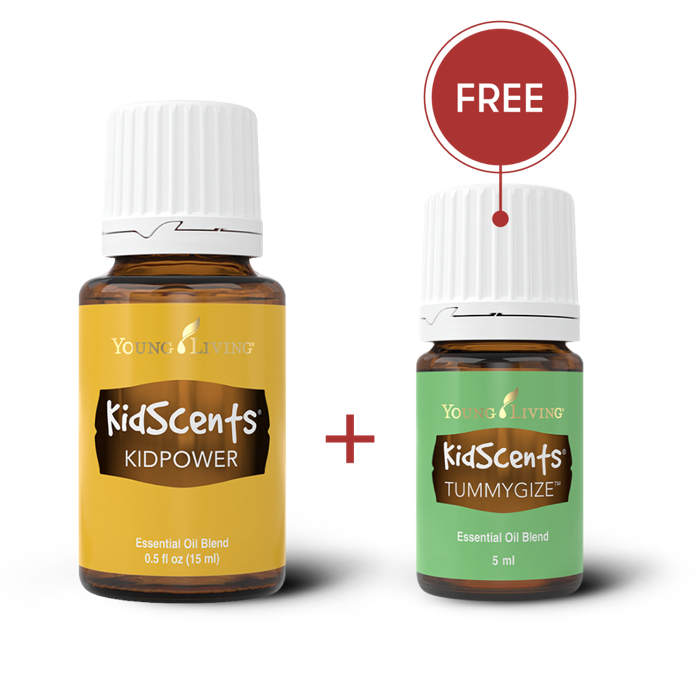 FREE
YOUNG LIVING®
KidScents®
KIDPOWER
Essential Oil Blend
0.5 fl oz (15 ml)
+
YOUNG LIVING®
KidScents®
TUMMYGIZE™
Essential Oil Blend
5 ml